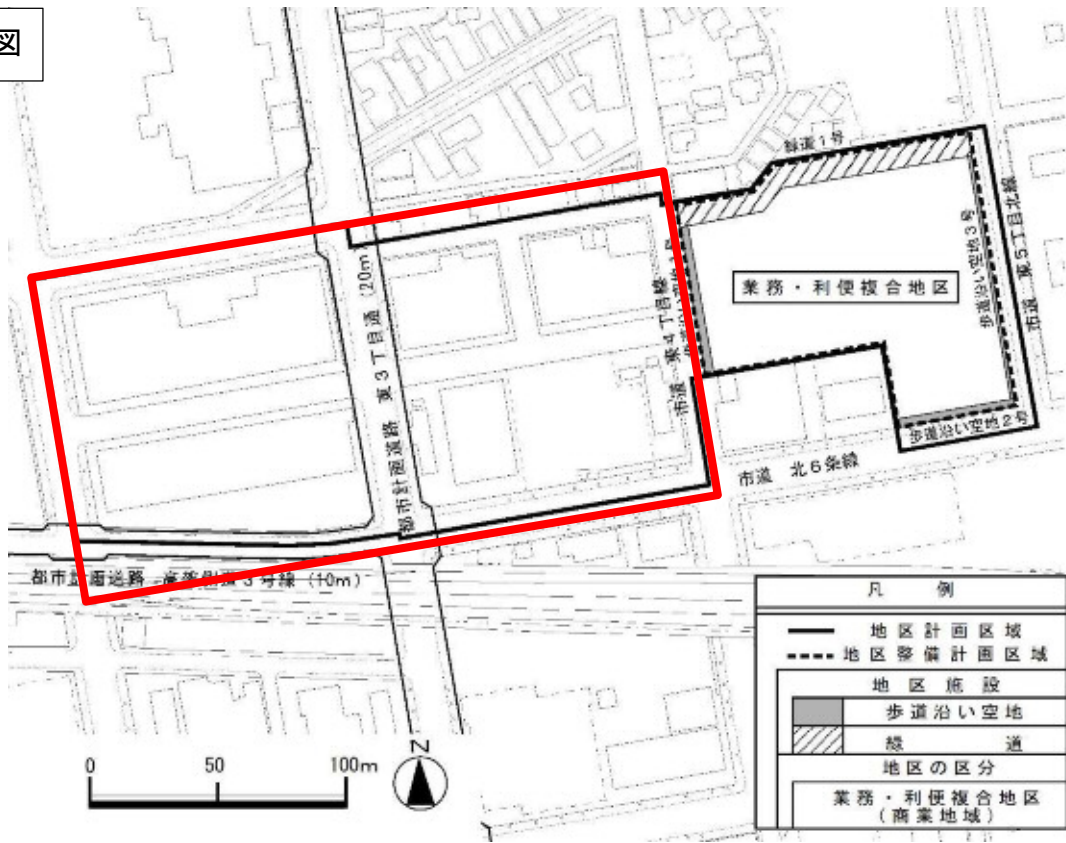 図
緑道1号
都市計画道路 東3丁目通(20m)
市道 東4丁目線
業務・利便複合地区
歩道沿い空地3号
市道 東5丁目北線
歩道沿い空地2号
市道 北6条線
都市計画道路 高架側道3号線(10m)
凡 例
地区計画区域
地区整備計画区域
地区施設
歩道沿い空地
緑 道
地区の区分
業務・利便複合地区
(商業地域)
0 50 100m
N